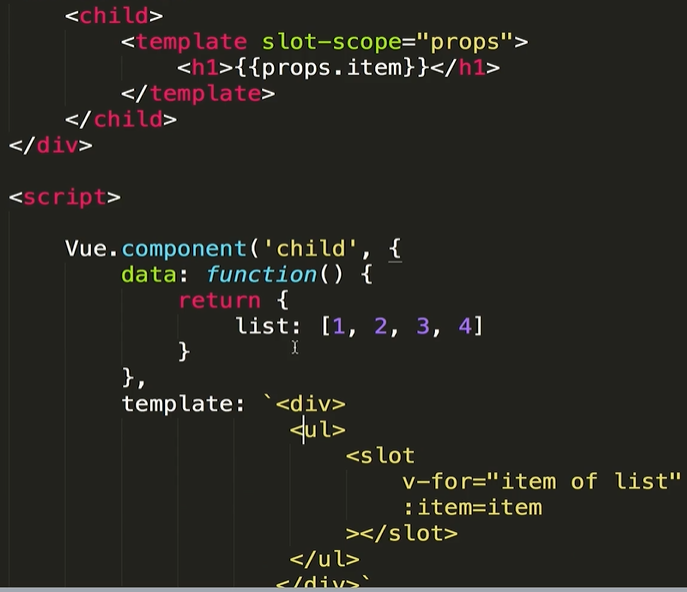 <child>
<template slot-scope="props">
<h1>{{props.item}}</h1>
</template>
</child>
</div>
<script>
Vue.component('child', {
data: function() {
return {
list: [1, 2, 3, 4]
}
},
template: `<div>
<ul>
<slot
v-for="item of list"
:item=item
></slot>
</ul>
</div>`